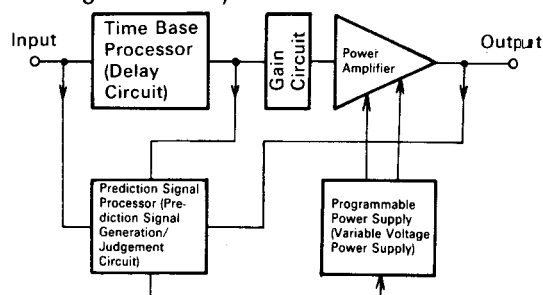 Input
Time Base
Processor
(Delay
Circuit)
Gain
Circuit
Power
Amplifier
Output
Prediction Signal
Processor (Pre-
diction Signal
Generation/
Judgement
Circuit)
Programmable
Power Supply
(Variable Voltage
Power Supply)